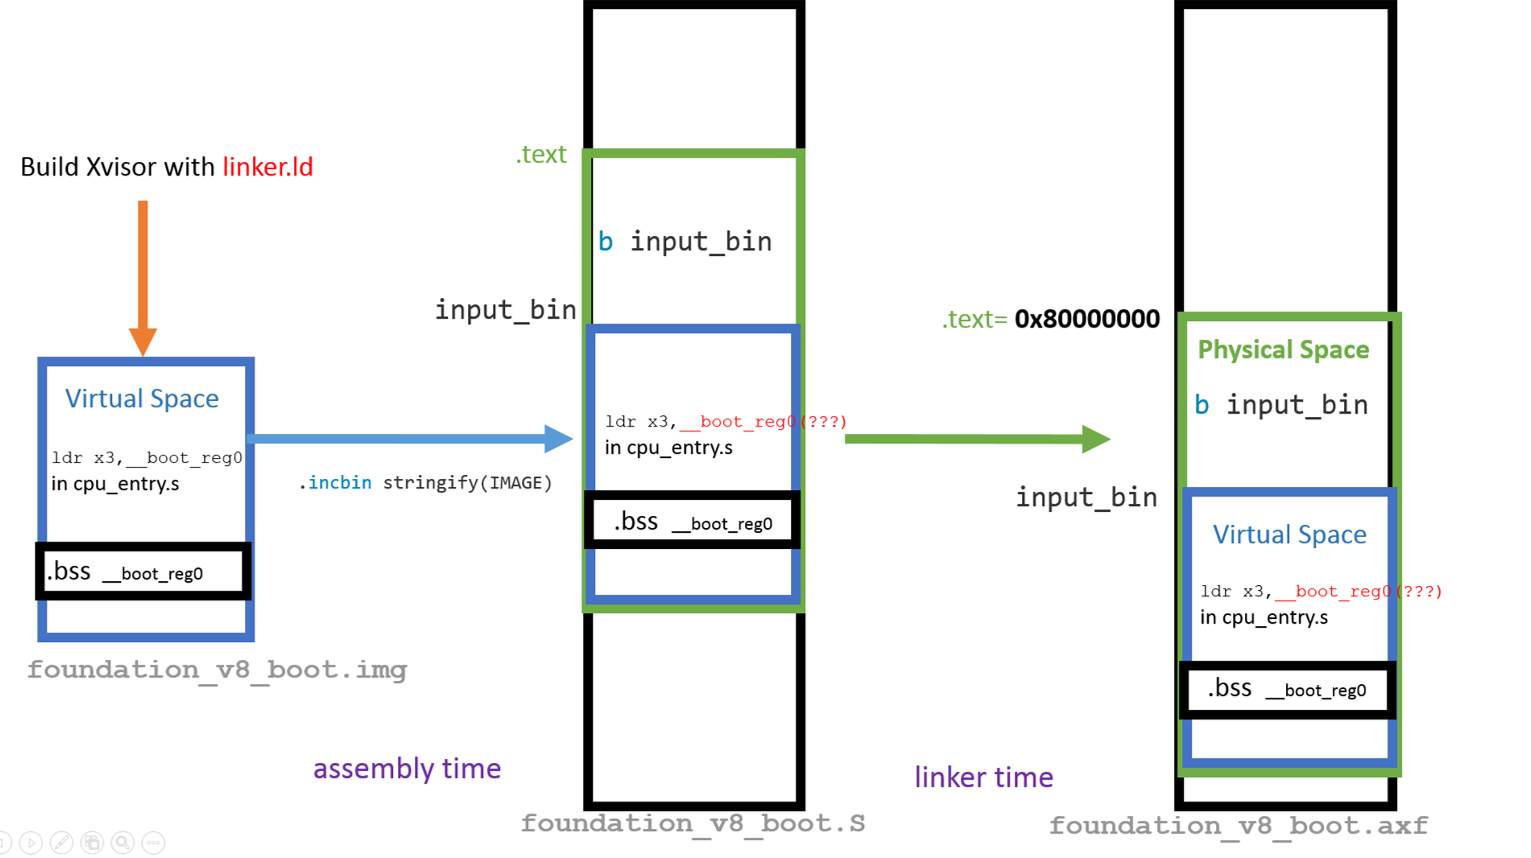 Build Xvisor with linker.ld
Virtual Space
ldr x3,__boot_reg0
in cpu_entry.s
.bss __boot_reg0
foundation_v8_boot.img
.incbin stringify(IMAGE)
assembly time
.text
b input_bin
input_bin
ldr x3,__boot_reg0(???)
in cpu_entry.s
.bss __boot_reg0
foundation_v8_boot.S
linker time
.text= 0x80000000
Physical Space
b input_bin
input_bin
Virtual Space
ldr x3,__boot_reg0(???)
in cpu_entry.s
.bss __boot_reg0
foundation_v8_boot.axf